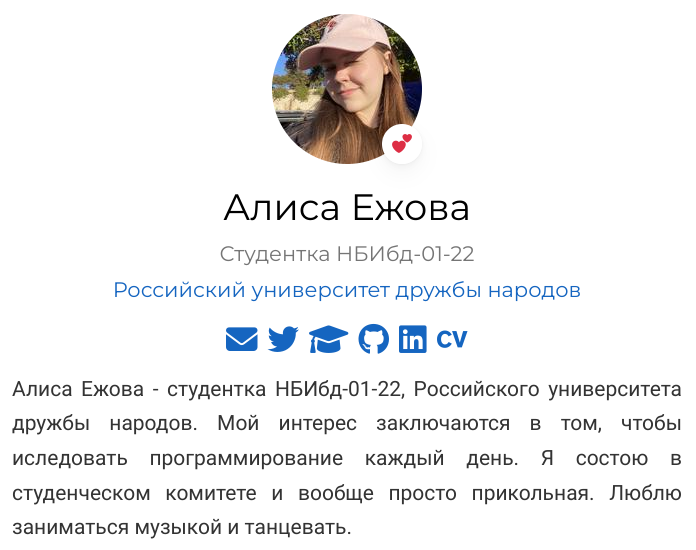 Алиса Ежова
Студентка НБИбд-01-22
Российский университет дружбы народов
in CV
Алиса Ежова - студентка НБИбд-01-22, Российского университета
дружбы народов. Мой интерес заключаются в том, чтобы
иследовать программирование каждый день. Я состою в
студенческом комитете и вообще просто прикольная. Люблю
заниматься музыкой и танцевать.